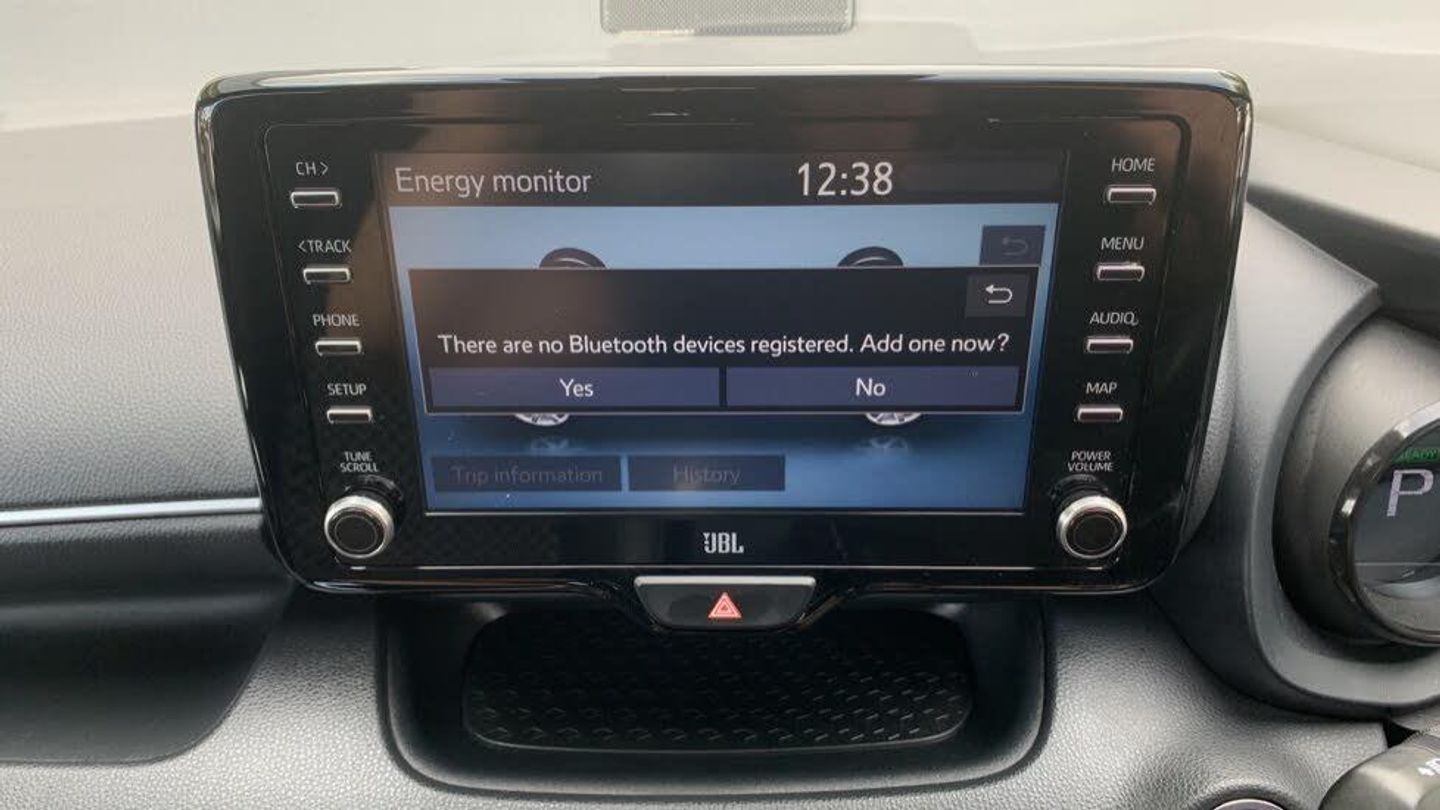 CH >
HOME
Energy monitor
12:38
< TRACK
MENU
PHONE
AUDIO
There are no Bluetooth devices registered. Add one now?
Yes
No
SETUP
MAP
TUNE
SCROLL
POWER
VOLUME
Trip information
History
READY
P
JBL